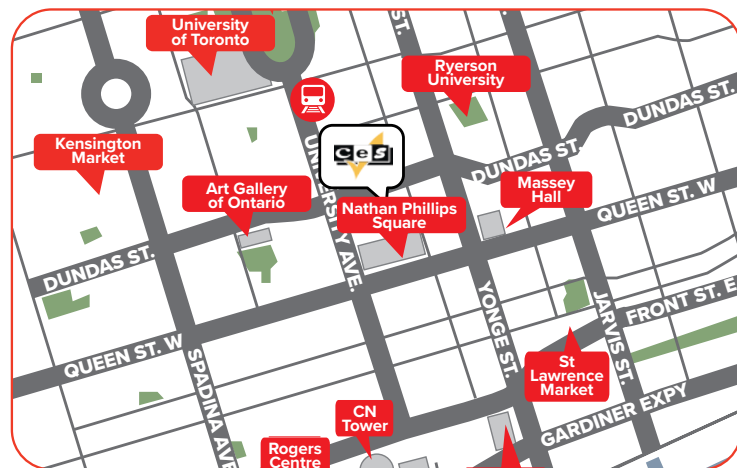 University
of Toronto
ST.
Ryerson
University
DUNDAS ST.
Kensington
Market
UNIVERSITY AVE.
ces
DUNDAS ST.
Art Gallery
of Ontario
Massey
Hall
Nathan Phillips
Square
QUEEN ST. W
DUNDAS ST.
YONGE ST.
JARVIS ST.
FRONT ST. E
QUEEN ST. W
SPADINA AVE
St
Lawrence
Market
GARDINER EXPY
CN
Tower
Rogers
Centre